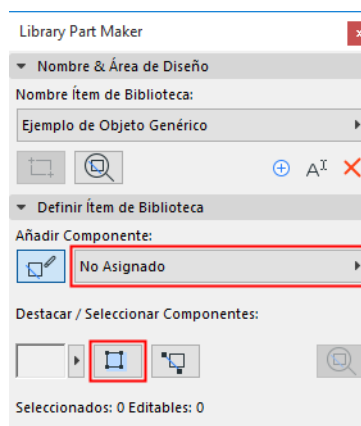 Library Part Maker
Nombre & Área de Diseño
Nombre Ítem de Biblioteca:
Ejemplo de Objeto Genérico
Definir Ítem de Biblioteca
Añadir Componente:
No Asignado
Destacar / Seleccionar Componentes:
Seleccionados: 0 Editables: 0